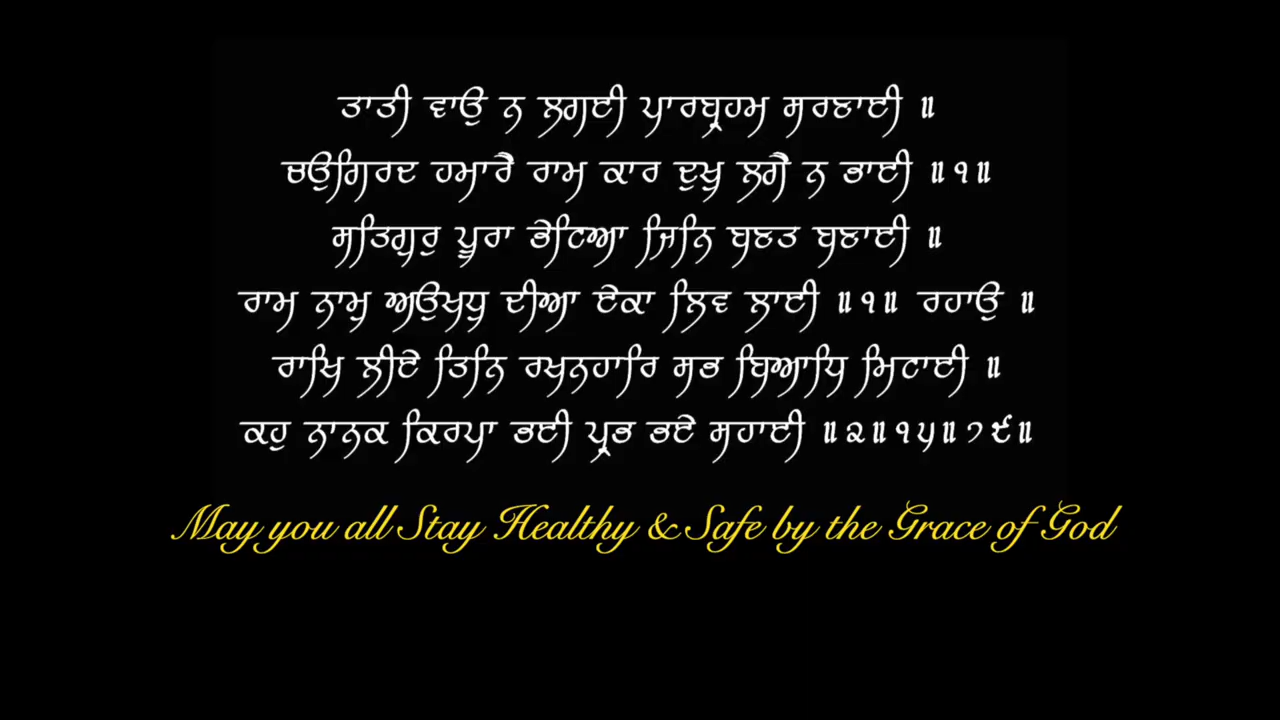 ਤਾਤੀ ਵਾਉ ਨ ਲਗਈ ਪਾਰਬ੍ਰਹਮ ਸਰਣਾਈ ॥
ਚਉਗਿਰਦ ਹਮਾਰੈ ਰਾਮ ਕਾਰ ਦੁਖੁ ਲਗੈ ਨ ਭਾਈ ॥੧॥
ਸਤਿਗੁਰੁ ਪੂਰਾ ਭੇਟਿਆ ਜਿਨਿ ਬਣਤ ਬਣਾਈ ॥
ਰਾਮ ਨਾਮੁ ਅਉਖਧੁ ਦੀਆ ਏਕਾ ਲਿਵ ਲਾਈ ॥੧॥ ਰਹਾਉ ॥
ਰਾਖਿ ਲੀਏ ਤਿਨਿ ਰਖਨਹਾਰਿ ਸਭ ਬਿਆਧਿ ਮਿਟਾਈ ॥
ਕਹੁ ਨਾਨਕ ਕਿਰਪਾ ਭਈ ਪ੍ਰਭ ਭਏ ਸਹਾਈ ॥੨॥੧੫॥੭੯॥
May you all Stay Healthy & Safe by the Grace of God